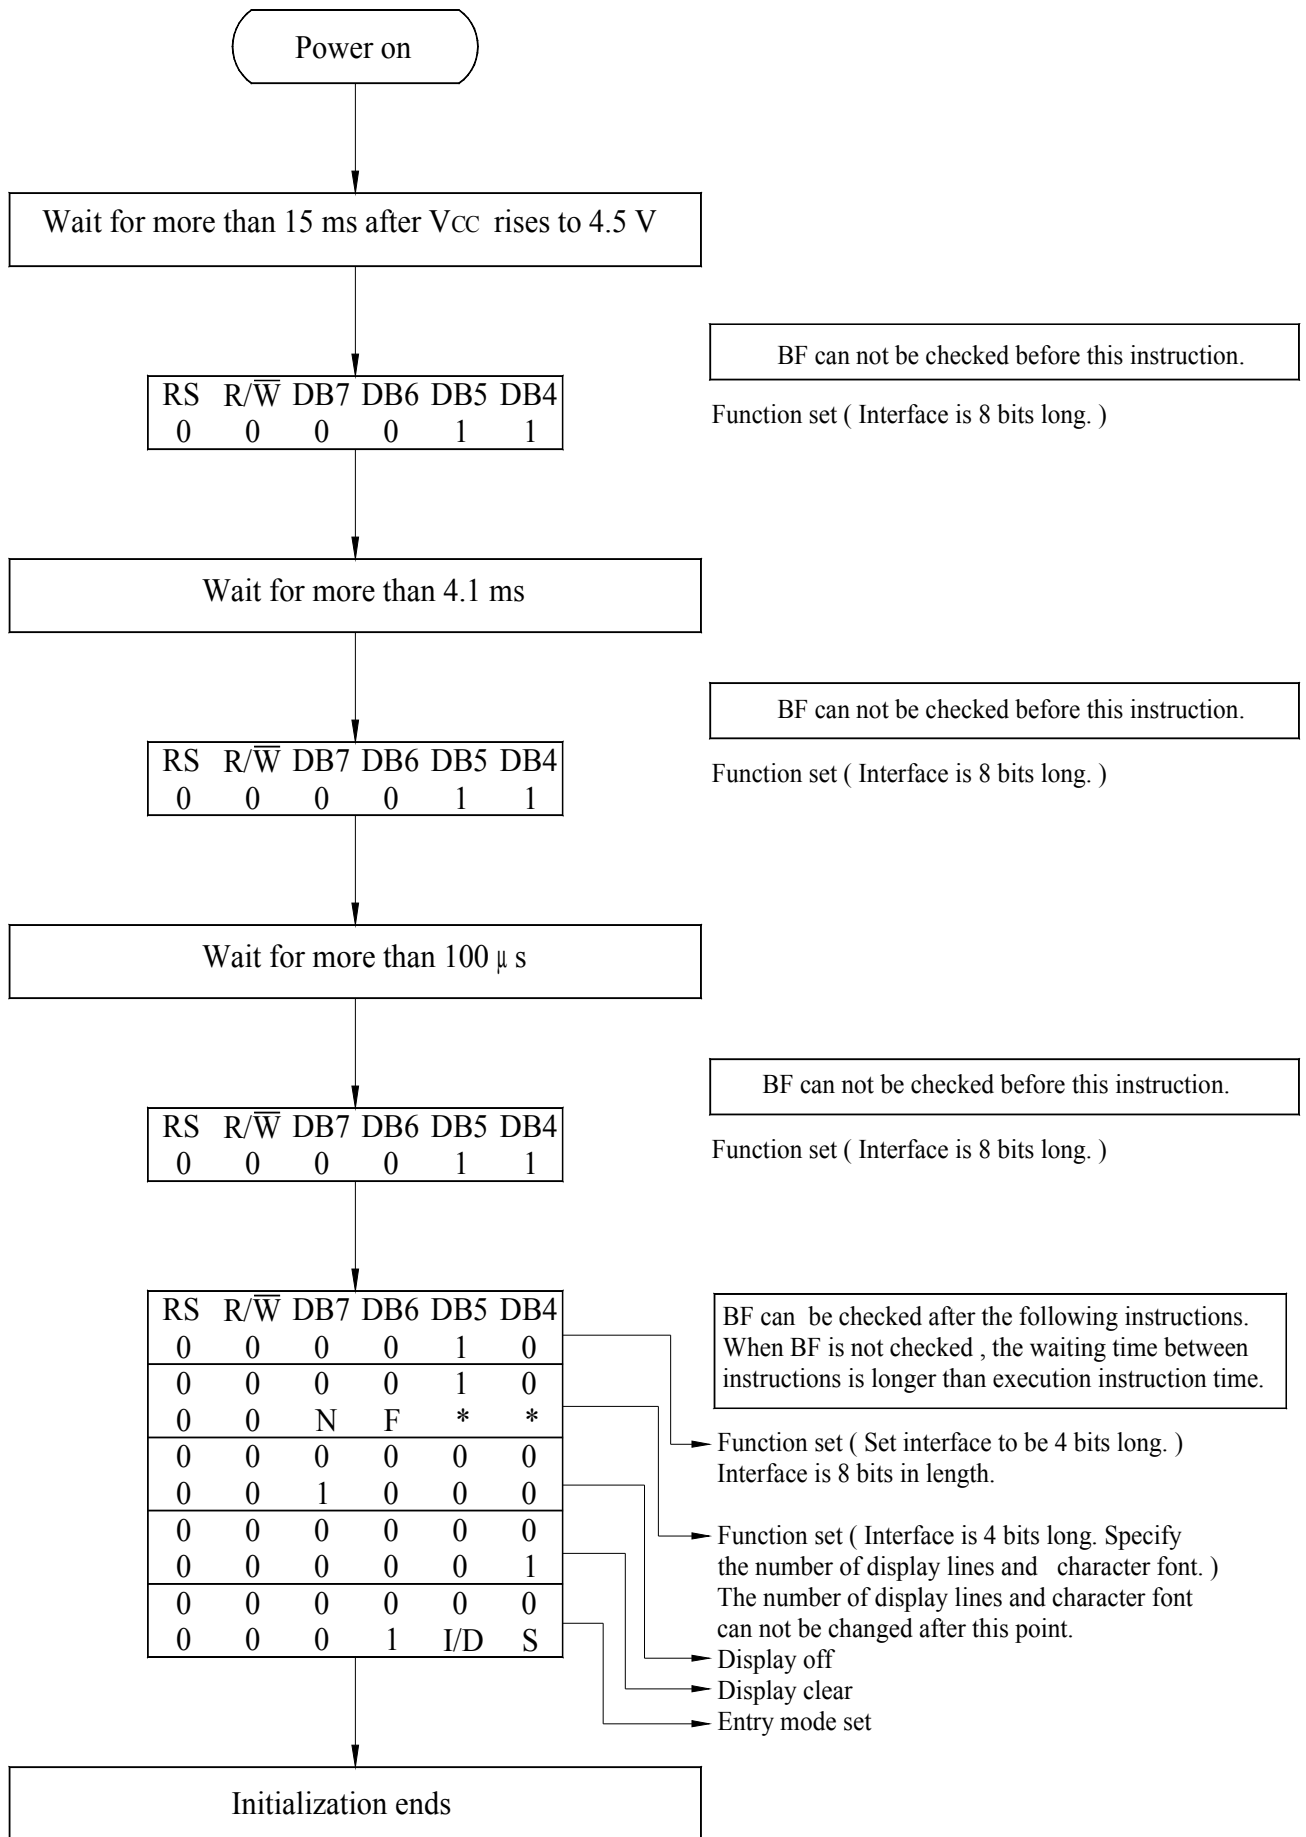 Power on
Wait for more than 15 ms after VCC rises to 4.5 V
BF can not be checked before this instruction.
RS R/W̅ DB7 DB6 DB5 DB4
0 0 0 0 1 1
Function set ( Interface is 8 bits long. )
Wait for more than 4.1 ms
BF can not be checked before this instruction.
RS R/W̅ DB7 DB6 DB5 DB4
0 0 0 0 1 1
Function set ( Interface is 8 bits long. )
Wait for more than 100 μ s
BF can not be checked before this instruction.
RS R/W̅ DB7 DB6 DB5 DB4
0 0 0 0 1 1
Function set ( Interface is 8 bits long. )
RS R/W̅ DB7 DB6 DB5 DB4
0 0 0 0 1 0
0 0 0 0 1 0
0 0 N F * *
0 0 0 0 0 0
0 0 1 0 0 0
0 0 0 0 0 0
0 0 0 0 0 1
0 0 0 0 0 0
0 0 0 1 I/D S
BF can be checked after the following instructions.
When BF is not checked , the waiting time between
instructions is longer than execution instruction time.
Function set ( Set interface to be 4 bits long. )
Interface is 8 bits in length.
Function set ( Interface is 4 bits long. Specify
the number of display lines and character font. )
The number of display lines and character font
can not be changed after this point.
Display off
Display clear
Entry mode set
Initialization ends